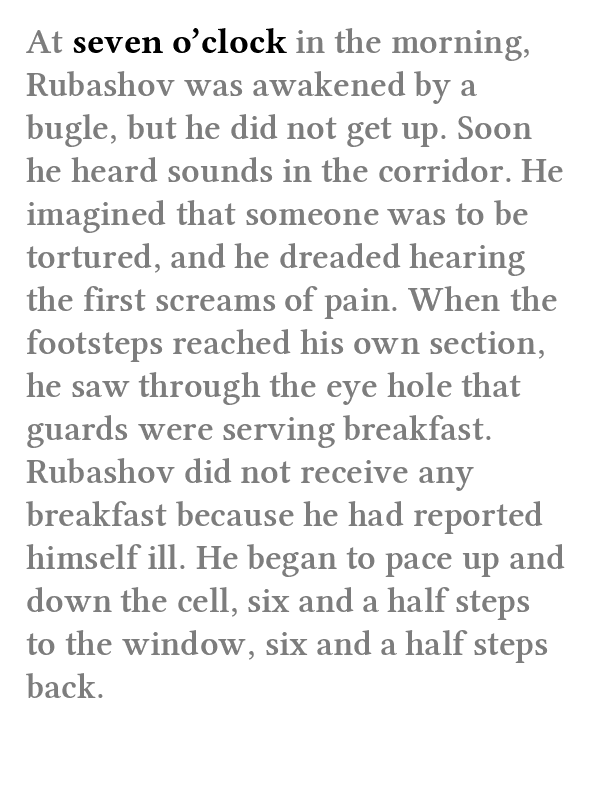 At seven o’clock in the morning,
Rubashov was awakened by a
bugle, but he did not get up. Soon
he heard sounds in the corridor. He
imagined that someone was to be
tortured, and he dreaded hearing
the first screams of pain. When the
footsteps reached his own section,
he saw through the eye hole that
guards were serving breakfast.
Rubashov did not receive any
breakfast because he had reported
himself ill. He began to pace up and
down the cell, six and a half steps
to the window, six and a half steps
back.